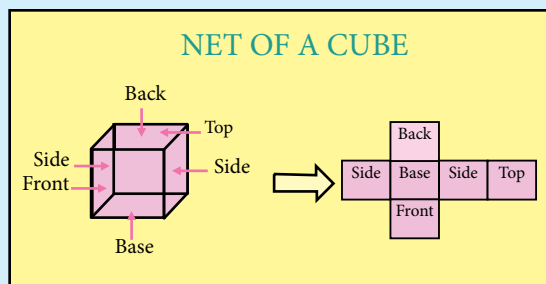 NET OF A CUBE
Back
Top
Side
Front
Side
Base
Back
Side Base Side Top
Front